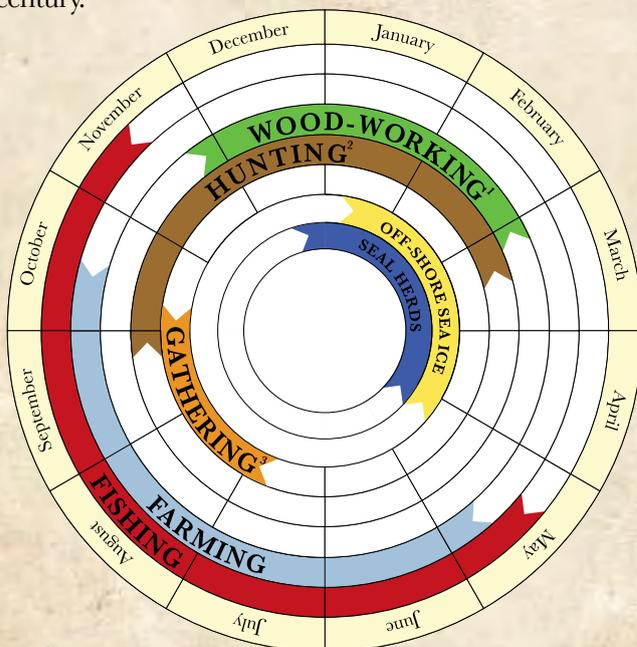 century.
December
January
February
March
April
May
June
July
August
September
October
November
WOOD-WORKING¹
HUNTING²
OFF-SHORE SEA ICE
SEAL HERDS
GATHERING³
FARMING
FISHING